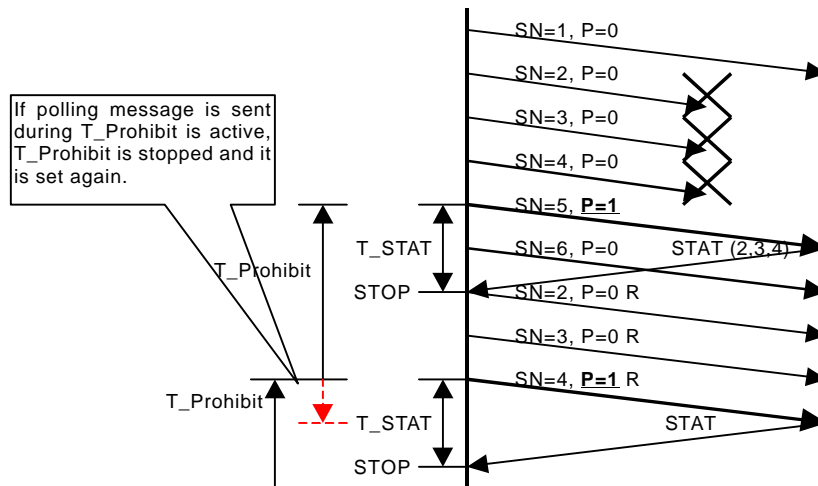 SN=1, P=0
SN=2, P=0
SN=3, P=0
SN=4, P=0
If polling message is sent
during T_Prohibit is active,
T_Prohibit is stopped and it
is set again.
SN=5, P=1
T_STAT
SN=6, P=0
STAT (2,3,4)
T_Prohibit
STOP
SN=2, P=0 R
SN=3, P=0 R
SN=4, P=1 R
T_Prohibit
T_STAT
STAT
STOP